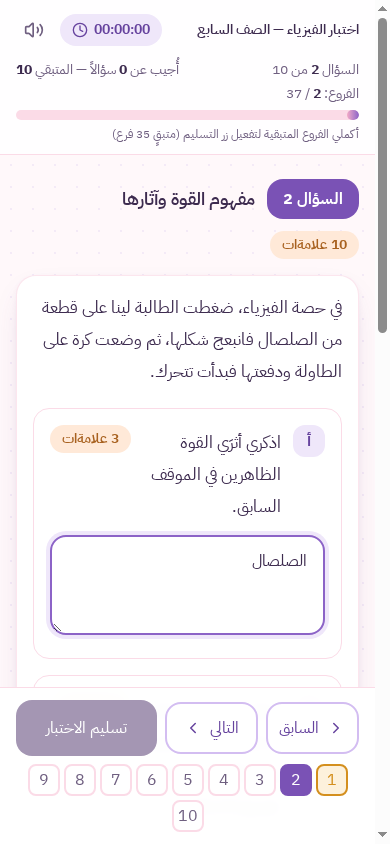 اختبار الفيزياء — الصف السابع
00:00:00
السؤال 2 من 10
أُجيب عن 0 سؤالاً — المتبقي 10
الفروع: 2 / 37
أكملي الفروع المتبقية لتفعيل زر التسليم (متبقٍ 35 فرع)
السؤال 2
مفهوم القوة وآثارها
10 علامات
في حصة الفيزياء، ضغطت الطالبة لينا على قطعة
من الصلصال فانبعج شكلها، ثم وضعت كرة على
الطاولة ودفعتها فبدأت تتحرك.
أ
اذكري أثرَي القوة
3 علامات
الظاهرين في الموقف
السابق.
الصلصال
السابق
التالي
تسليم الاختبار
1 2 3 4 5 6 7 8 9
10